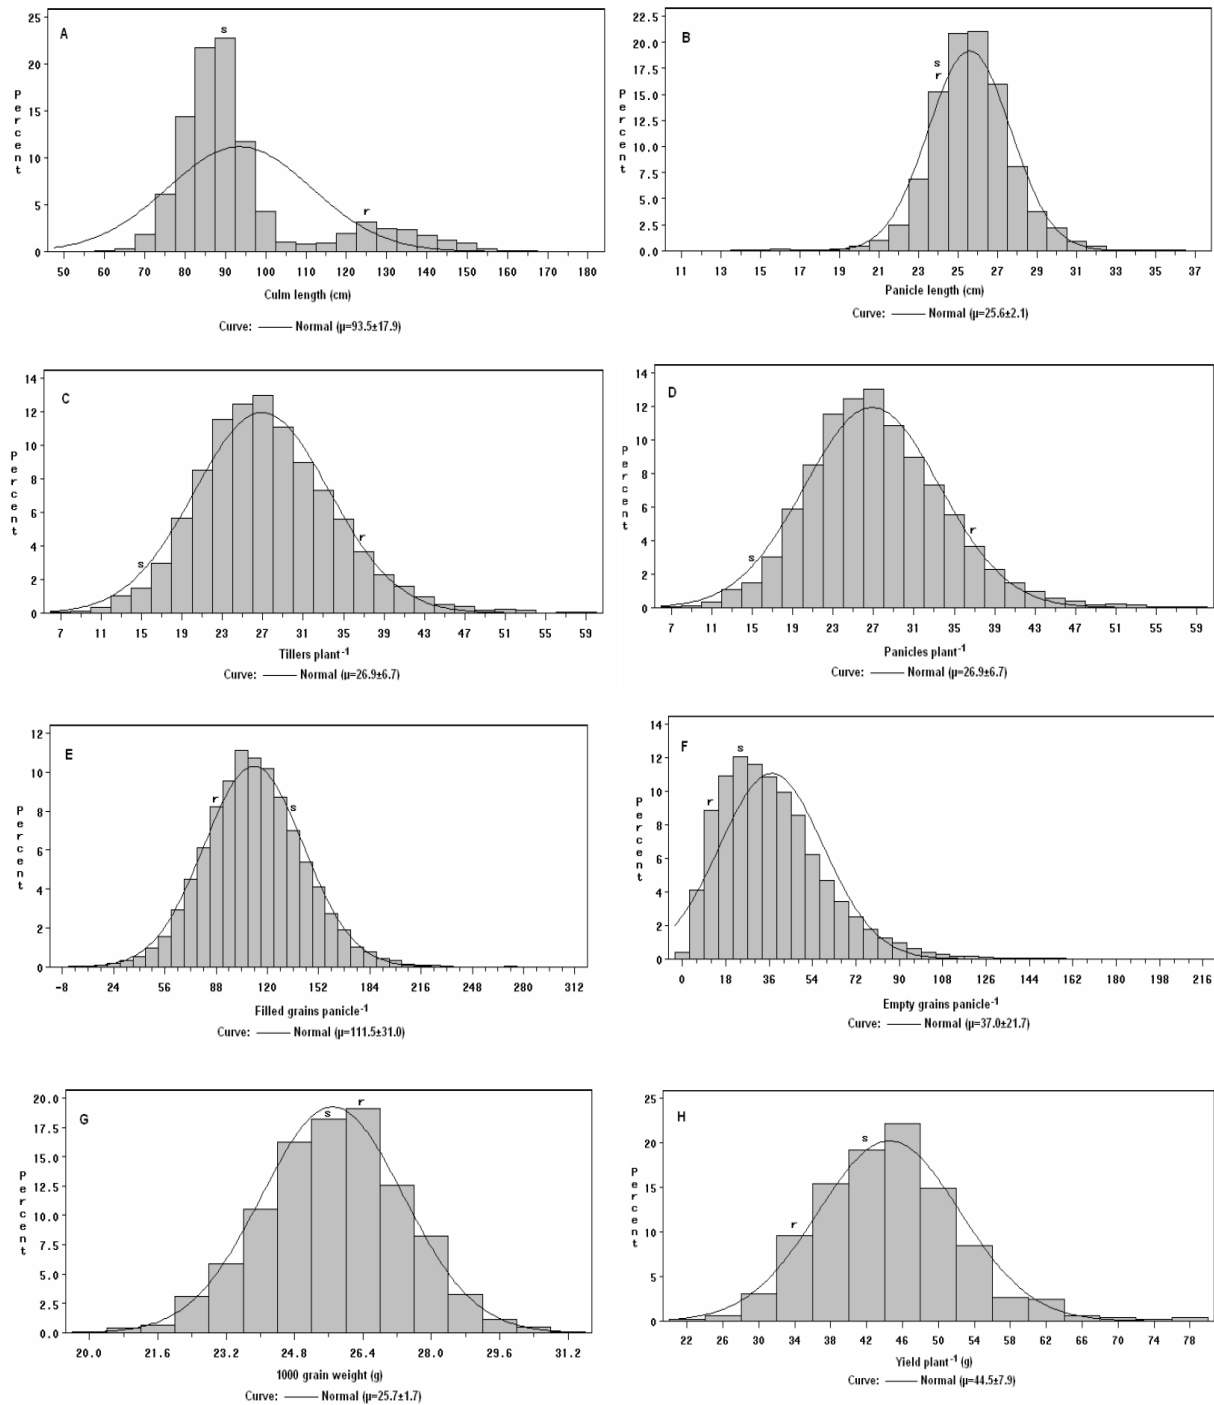 A
s
r
Percent
25
20
15
10
5
0
50 60 70 80 90 100 110 120 130 140 150 160 170 180
Culm length (cm)
Curve: Normal (μ=93.5±17.9)
B
s
r
Percent
22.5
20.0
17.5
15.0
12.5
10.0
7.5
5.0
2.5
0.0
11 13 15 17 19 21 23 25 27 29 31 33 35 37
Panicle length (cm)
Curve: Normal (μ=25.6±2.1)
C
s
r
Percent
14
12
10
8
6
4
2
0
7 11 15 19 23 27 31 35 39 43 47 51 55 59
Tillers plant⁻¹
Curve: Normal (μ=26.9±6.7)
D
s
r
Percent
14
12
10
8
6
4
2
0
7 11 15 19 23 27 31 35 39 43 47 51 55 59
Panicles plant⁻¹
Curve: Normal (μ=26.9±6.7)
E
r
s
Percent
12
10
8
6
4
2
0
-8 24 56 88 120 152 184 216 248 280 312
Filled grains panicle⁻¹
Curve: Normal (μ=111.5±31.0)
F
s
r
Percent
14
12
10
8
6
4
2
0
0 18 36 54 72 90 108 126 144 162 180 198 216
Empty grains panicle⁻¹
Curve: Normal (μ=37.0±21.7)
G
s
r
Percent
20.0
17.5
15.0
12.5
10.0
7.5
5.0
2.5
0.0
20.0 21.6 23.2 24.8 26.4 28.0 29.6 31.2
1000 grain weight (g)
Curve: Normal (μ=25.7±1.7)
H
s
r
Percent
25
20
15
10
5
0
22 26 30 34 38 42 46 50 54 58 62 66 70 74 78
Yield plant⁻¹ (g)
Curve: Normal (μ=44.5±7.9)